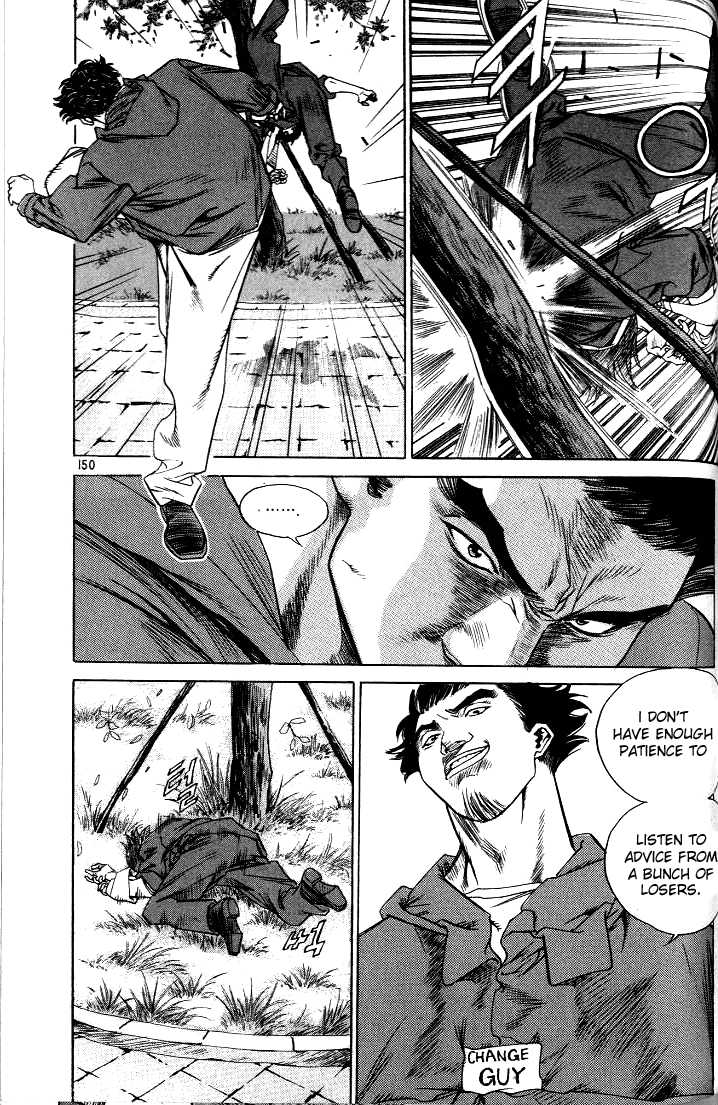 150
.......
I DON'T
HAVE ENOUGH
PATIENCE TO
LISTEN TO
ADVICE FROM
A BUNCH OF
LOSERS.
CHANGE
GUY